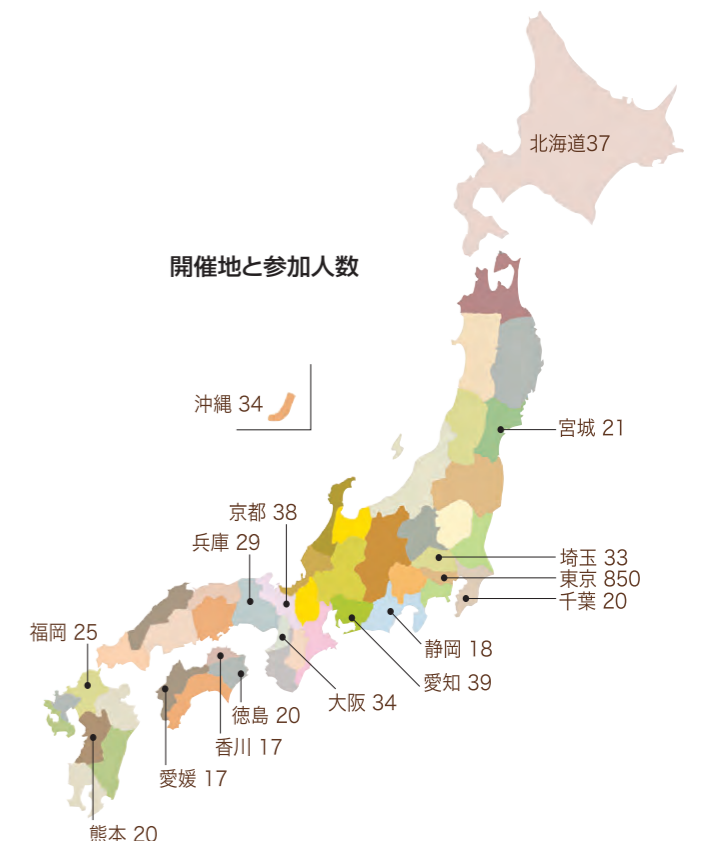 北海道37
開催地と参加人数
沖縄 34
宮城 21
京都 38
兵庫 29
埼玉 33
東京 850
千葉 20
福岡 25
静岡 18
愛知 39
大阪 34
徳島 20
香川 17
愛媛 17
熊本 20